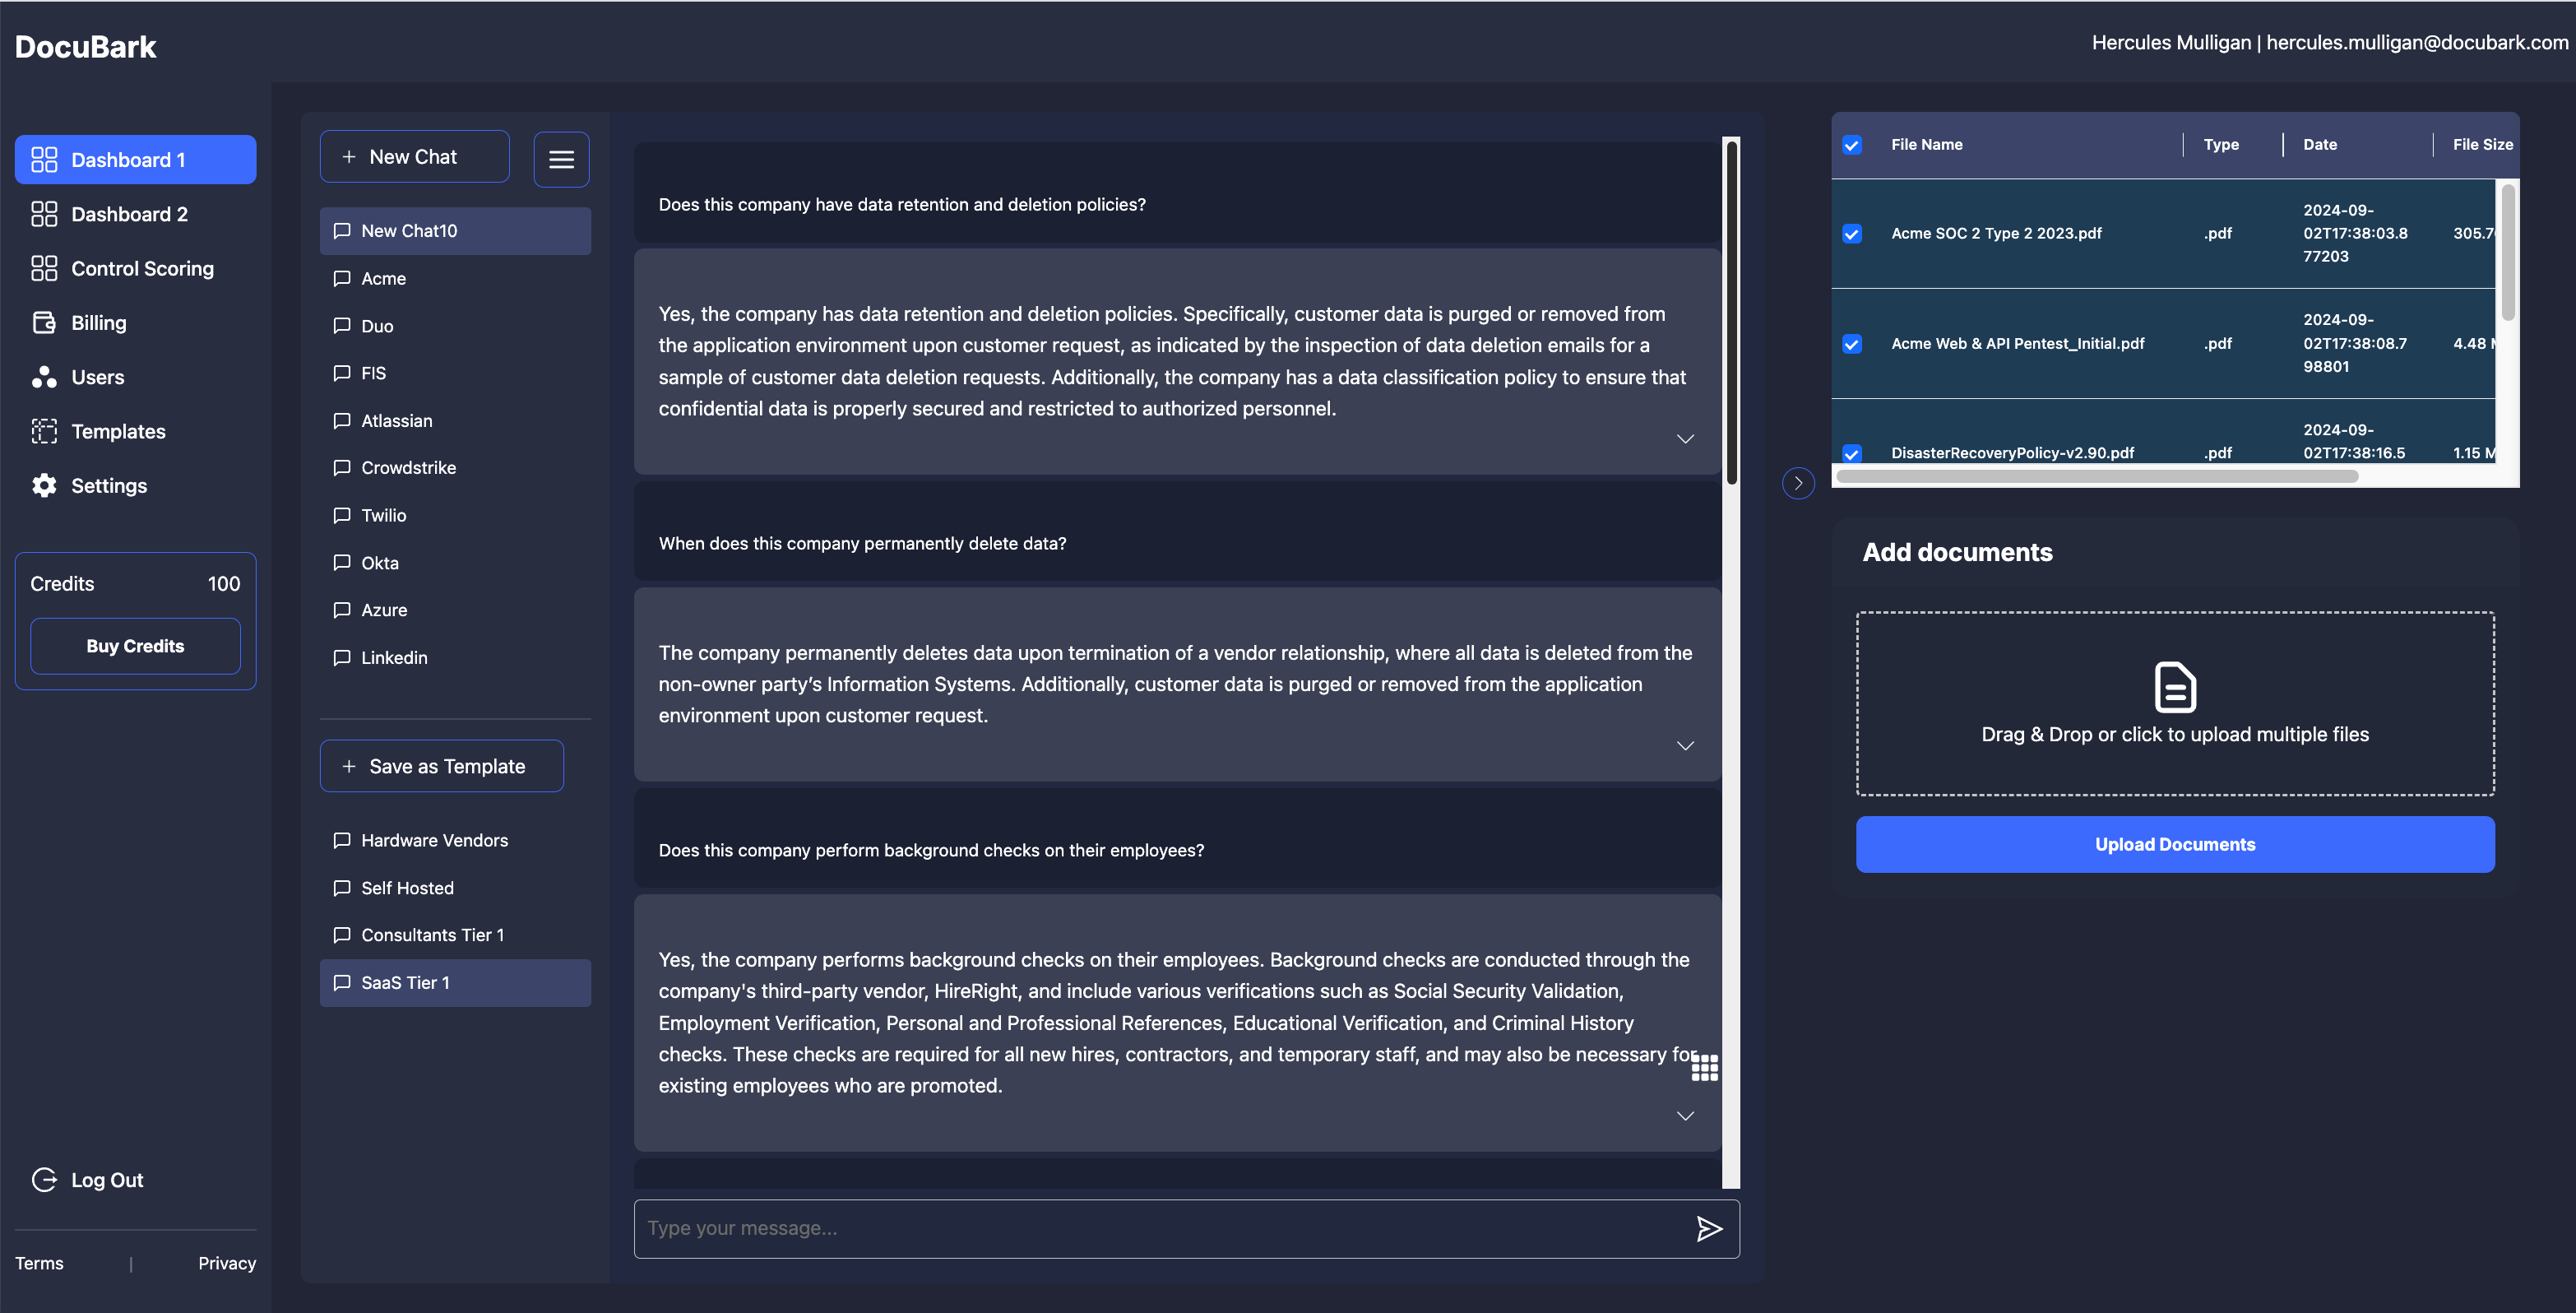 DocuBark
Hercules Mulligan | hercules.mulligan@docubark.com
Dashboard 1
Dashboard 2
Control Scoring
Billing
Users
Templates
Settings
Credits 100
Buy Credits
Log Out
Terms | Privacy
+ New Chat
New Chat10
Acme
Duo
FIS
Atlassian
Crowdstrike
Twilio
Okta
Azure
Linkedin
+ Save as Template
Hardware Vendors
Self Hosted
Consultants Tier 1
SaaS Tier 1
Does this company have data retention and deletion policies?
Yes, the company has data retention and deletion policies. Specifically, customer data is purged or removed from
the application environment upon customer request, as indicated by the inspection of data deletion emails for a
sample of customer data deletion requests. Additionally, the company has a data classification policy to ensure that
confidential data is properly secured and restricted to authorized personnel.
When does this company permanently delete data?
The company permanently deletes data upon termination of a vendor relationship, where all data is deleted from the
non-owner party’s Information Systems. Additionally, customer data is purged or removed from the application
environment upon customer request.
Does this company perform background checks on their employees?
Yes, the company performs background checks on their employees. Background checks are conducted through the
company's third-party vendor, HireRight, and include various verifications such as Social Security Validation,
Employment Verification, Personal and Professional References, Educational Verification, and Criminal History
checks. These checks are required for all new hires, contractors, and temporary staff, and may also be necessary for
existing employees who are promoted.
Type your message...
File Name Type Date File Size
2024-09-
Acme SOC 2 Type 2 2023.pdf .pdf 02T17:38:03.8 305.7
77203
2024-09-
Acme Web & API Pentest_Initial.pdf .pdf 02T17:38:08.7 4.48
98801
2024-09-
DisasterRecoveryPolicy-v2.90.pdf .pdf 02T17:38:16.5 1.15 M
Add documents
Drag & Drop or click to upload multiple files
Upload Documents